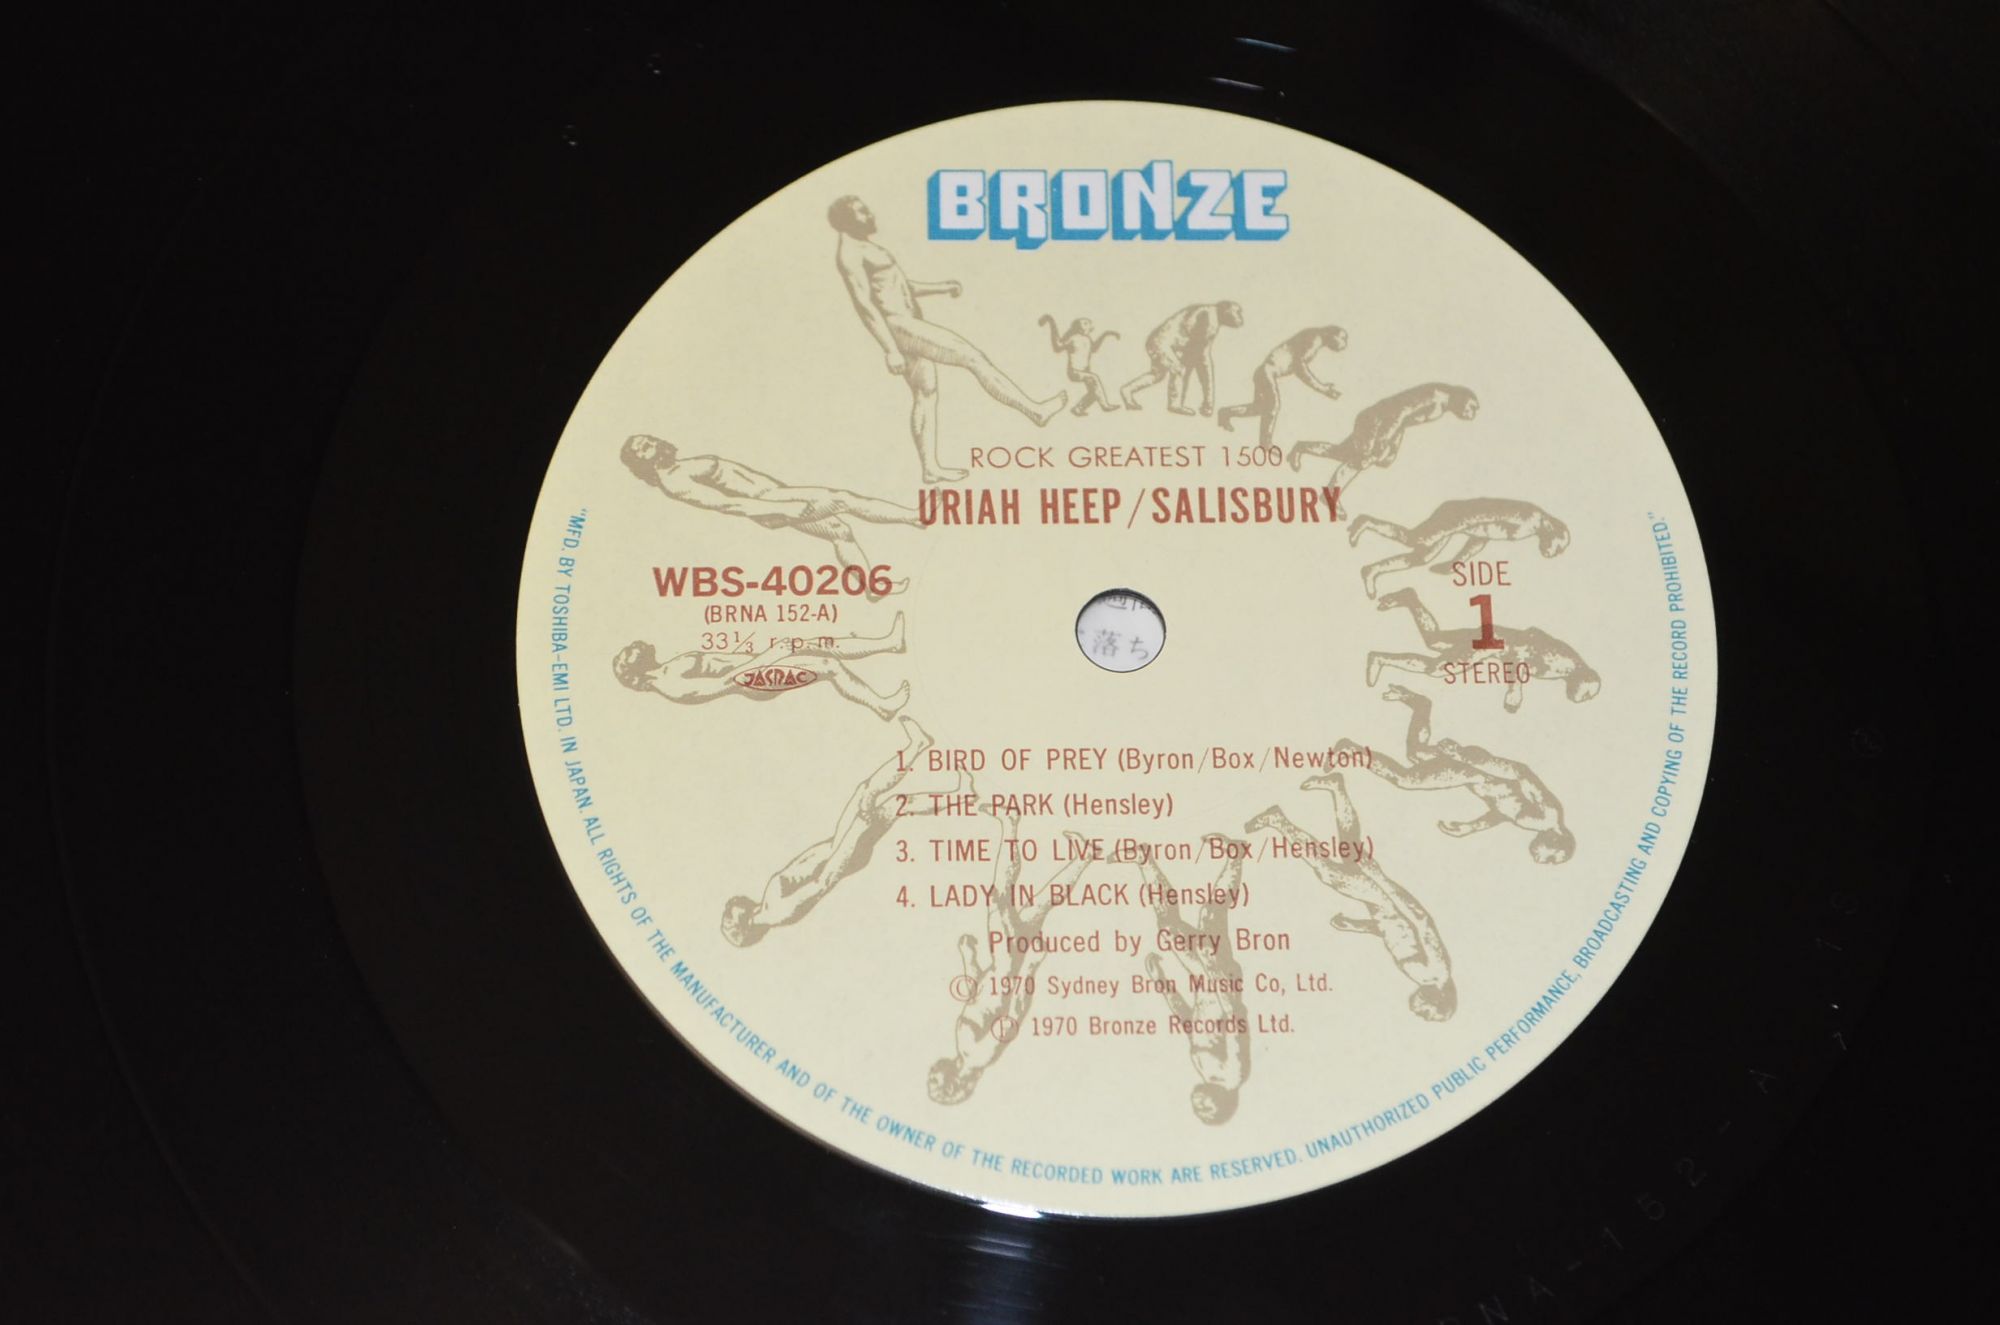 BRONZE
ROCK GREATEST 1500
URIAH HEEP/SALISBURY
WBS-40206
(BRNA 152-A)
33⅓ r.p.m.
JASRAC
SIDE
1
STEREO
落ち
1. BIRD OF PREY (Byron/Box/Newton)
2. THE PARK (Hensley)
3. TIME TO LIVE (Byron/Box/Hensley)
4. LADY IN BLACK (Hensley)
Produced by Gerry Bron
Ⓒ 1970 Sydney Bron Music Co, Ltd.
Ⓟ 1970 Bronze Records Ltd.
"MFD. BY TOSHIBA-EMI LTD. IN JAPAN. ALL RIGHTS OF THE MANUFACTURER AND OF THE OWNER OF THE RECORDED WORK ARE RESERVED. UNAUTHORIZED PUBLIC PERFORMANCE, BROADCASTING AND COPYING OF THE RECORD PROHIBITED."
NA-152-A